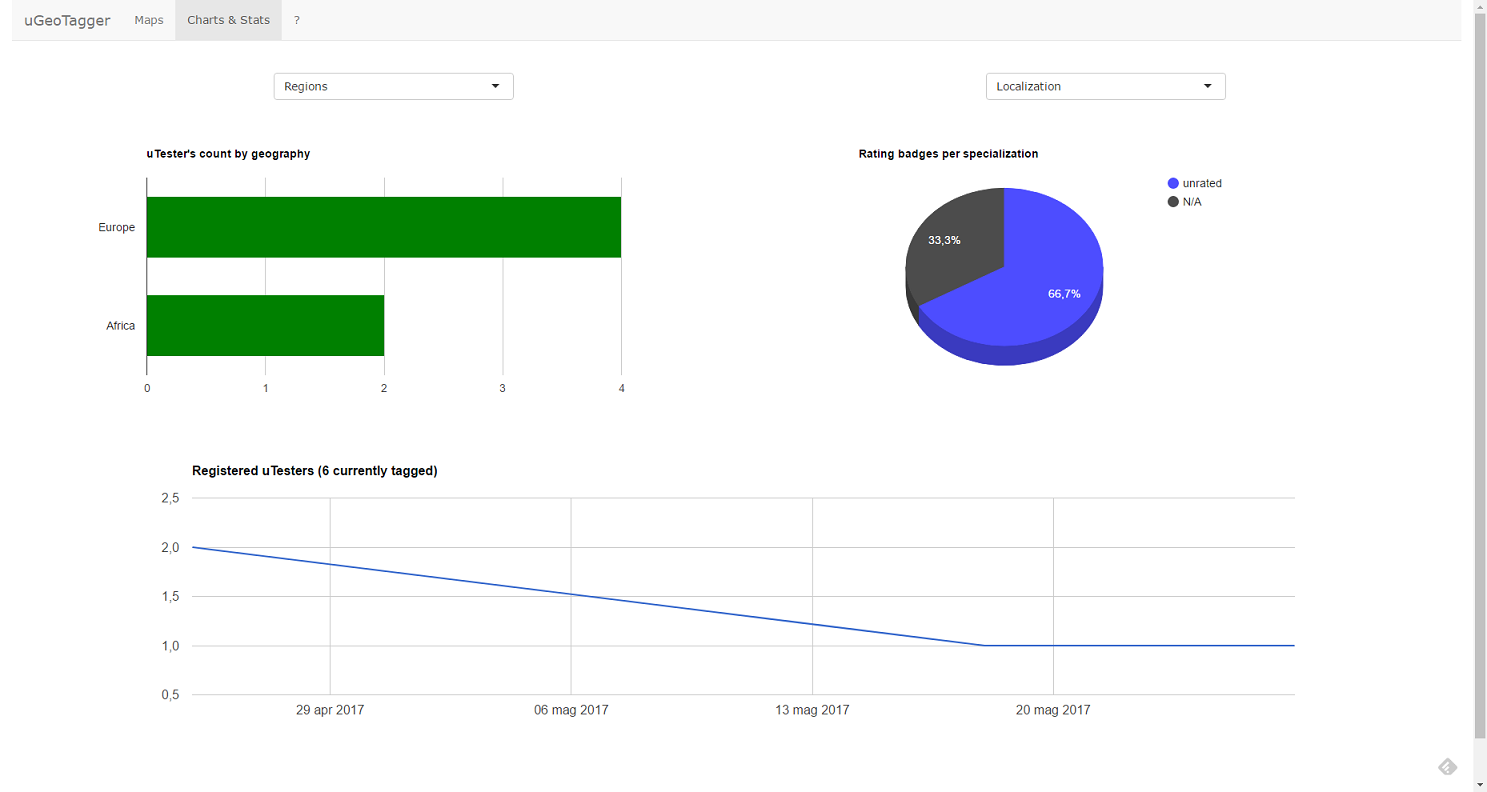 uGeoTagger Maps Charts & Stats ?
Regions
Localization
uTester's count by geography
Europe
Africa
0 1 2 3 4
Rating badges per specialization
unrated
N/A
33,3%
66,7%
Registered uTesters (6 currently tagged)
2,5
2,0
1,5
1,0
0,5
29 apr 2017 06 mag 2017 13 mag 2017 20 mag 2017